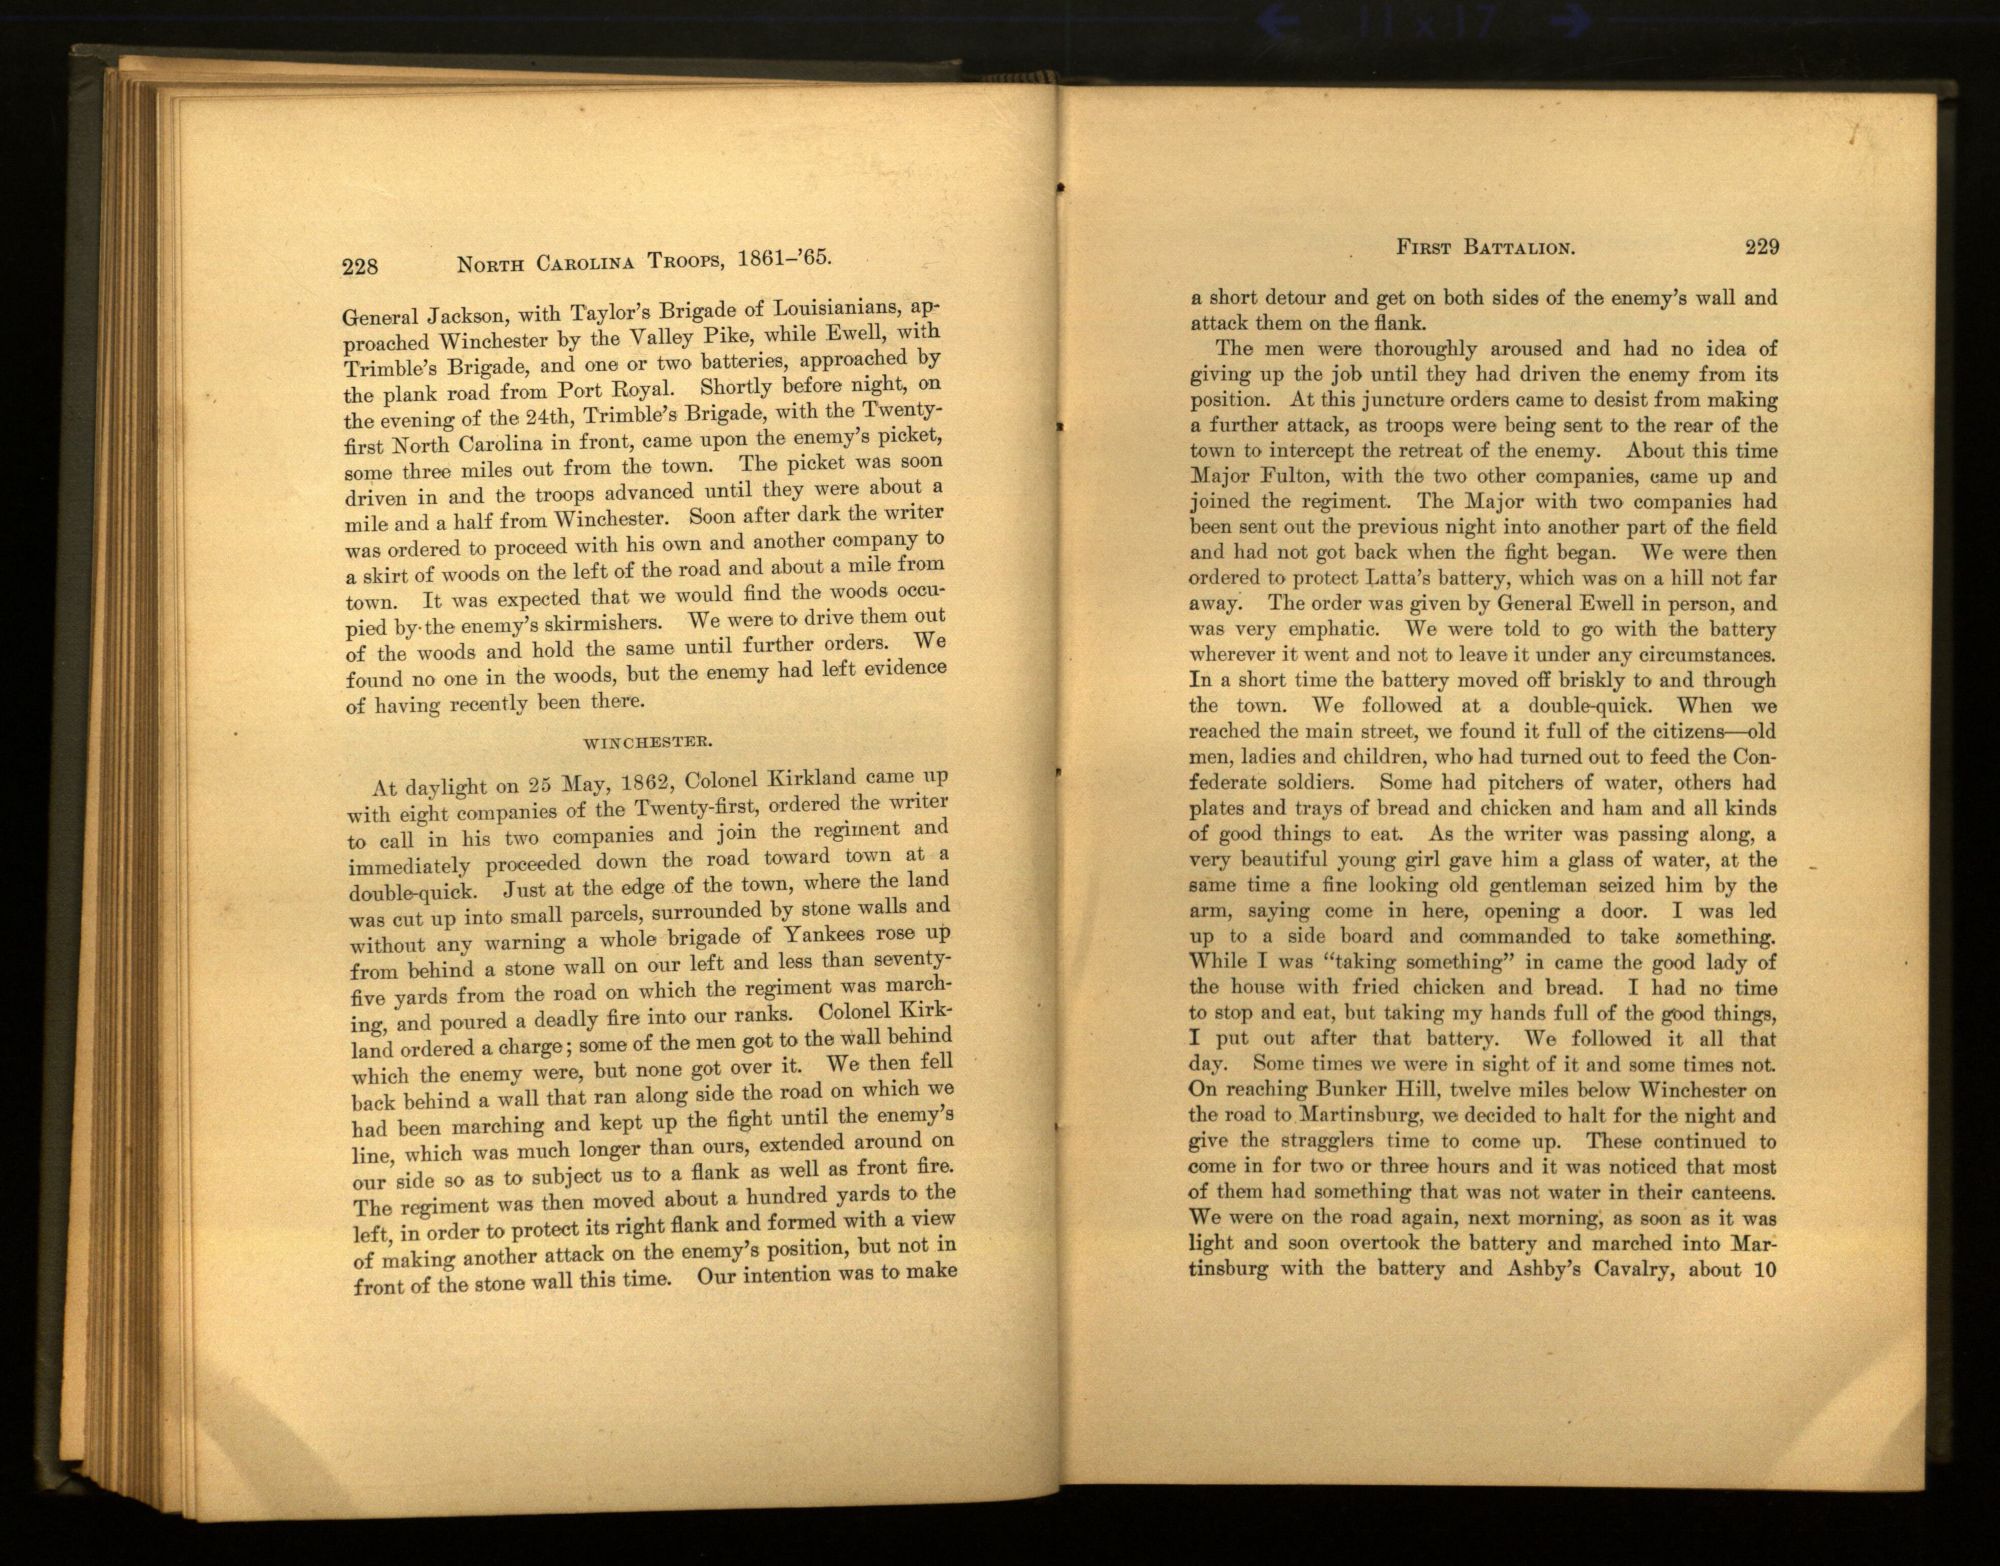 ← 11 x 17 →
228 North Carolina Troops, 1861–'65.
General Jackson, with Taylor's Brigade of Louisianians, ap-
proached Winchester by the Valley Pike, while Ewell, with
Trimble's Brigade, and one or two batteries, approached by
the plank road from Port Royal. Shortly before night, on
the evening of the 24th, Trimble's Brigade, with the Twenty-
first North Carolina in front, came upon the enemy's picket,
some three miles out from the town. The picket was soon
driven in and the troops advanced until they were about a
mile and a half from Winchester. Soon after dark the writer
was ordered to proceed with his own and another company to
a skirt of woods on the left of the road and about a mile from
town. It was expected that we would find the woods occu-
pied by the enemy's skirmishers. We were to drive them out
of the woods and hold the same until further orders. We
found no one in the woods, but the enemy had left evidence
of having recently been there.
WINCHESTER.
At daylight on 25 May, 1862, Colonel Kirkland came up
with eight companies of the Twenty-first, ordered the writer
to call in his two companies and join the regiment and
immediately proceeded down the road toward town at a
double-quick. Just at the edge of the town, where the land
was cut up into small parcels, surrounded by stone walls and
without any warning a whole brigade of Yankees rose up
from behind a stone wall on our left and less than seventy-
five yards from the road on which the regiment was march-
ing, and poured a deadly fire into our ranks. Colonel Kirk-
land ordered a charge; some of the men got to the wall behind
which the enemy were, but none got over it. We then fell
back behind a wall that ran along side the road on which we
had been marching and kept up the fight until the enemy's
line, which was much longer than ours, extended around on
our side so as to subject us to a flank as well as front fire.
The regiment was then moved about a hundred yards to the
left, in order to protect its right flank and formed with a view
of making another attack on the enemy's position, but not in
front of the stone wall this time. Our intention was to make
First Battalion. 229
a short detour and get on both sides of the enemy's wall and
attack them on the flank.
The men were thoroughly aroused and had no idea of
giving up the job until they had driven the enemy from its
position. At this juncture orders came to desist from making
a further attack, as troops were being sent to the rear of the
town to intercept the retreat of the enemy. About this time
Major Fulton, with the two other companies, came up and
joined the regiment. The Major with two companies had
been sent out the previous night into another part of the field
and had not got back when the fight began. We were then
ordered to protect Latta's battery, which was on a hill not far
away. The order was given by General Ewell in person, and
was very emphatic. We were told to go with the battery
wherever it went and not to leave it under any circumstances.
In a short time the battery moved off briskly to and through
the town. We followed at a double-quick. When we
reached the main street, we found it full of the citizens—old
men, ladies and children, who had turned out to feed the Con-
federate soldiers. Some had pitchers of water, others had
plates and trays of bread and chicken and ham and all kinds
of good things to eat. As the writer was passing along, a
very beautiful young girl gave him a glass of water, at the
same time a fine looking old gentleman seized him by the
arm, saying come in here, opening a door. I was led
up to a side board and commanded to take something.
While I was “taking something” in came the good lady of
the house with fried chicken and bread. I had no time
to stop and eat, but taking my hands full of the good things,
I put out after that battery. We followed it all that
day. Some times we were in sight of it and some times not.
On reaching Bunker Hill, twelve miles below Winchester on
the road to Martinsburg, we decided to halt for the night and
give the stragglers time to come up. These continued to
come in for two or three hours and it was noticed that most
of them had something that was not water in their canteens.
We were on the road again, next morning, as soon as it was
light and soon overtook the battery and marched into Mar-
tinsburg with the battery and Ashby's Cavalry, about 10